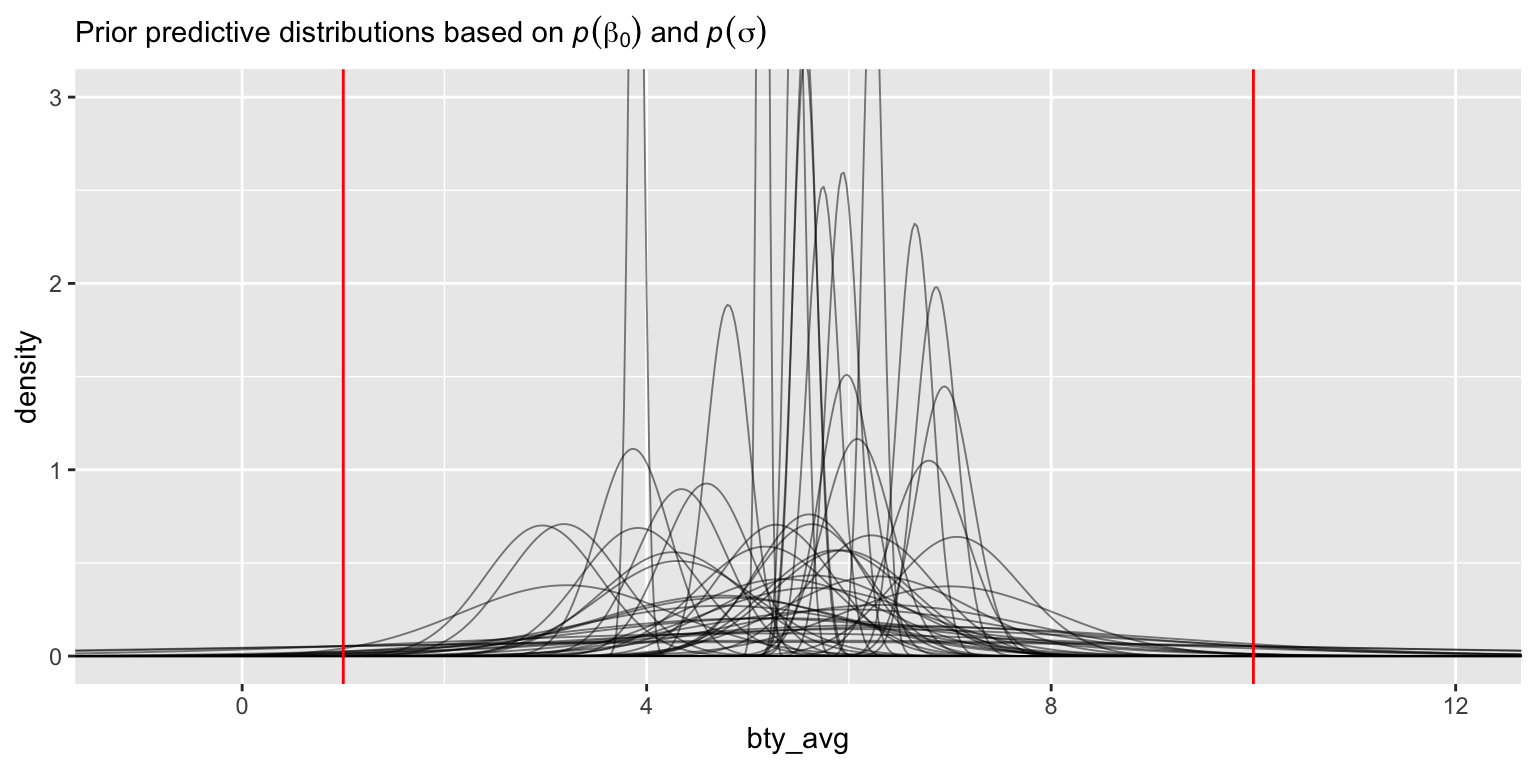 Prior predictive distributions based on p(β₀) and p(σ)
3
2
1
0
density
0 4 8 12
bty_avg